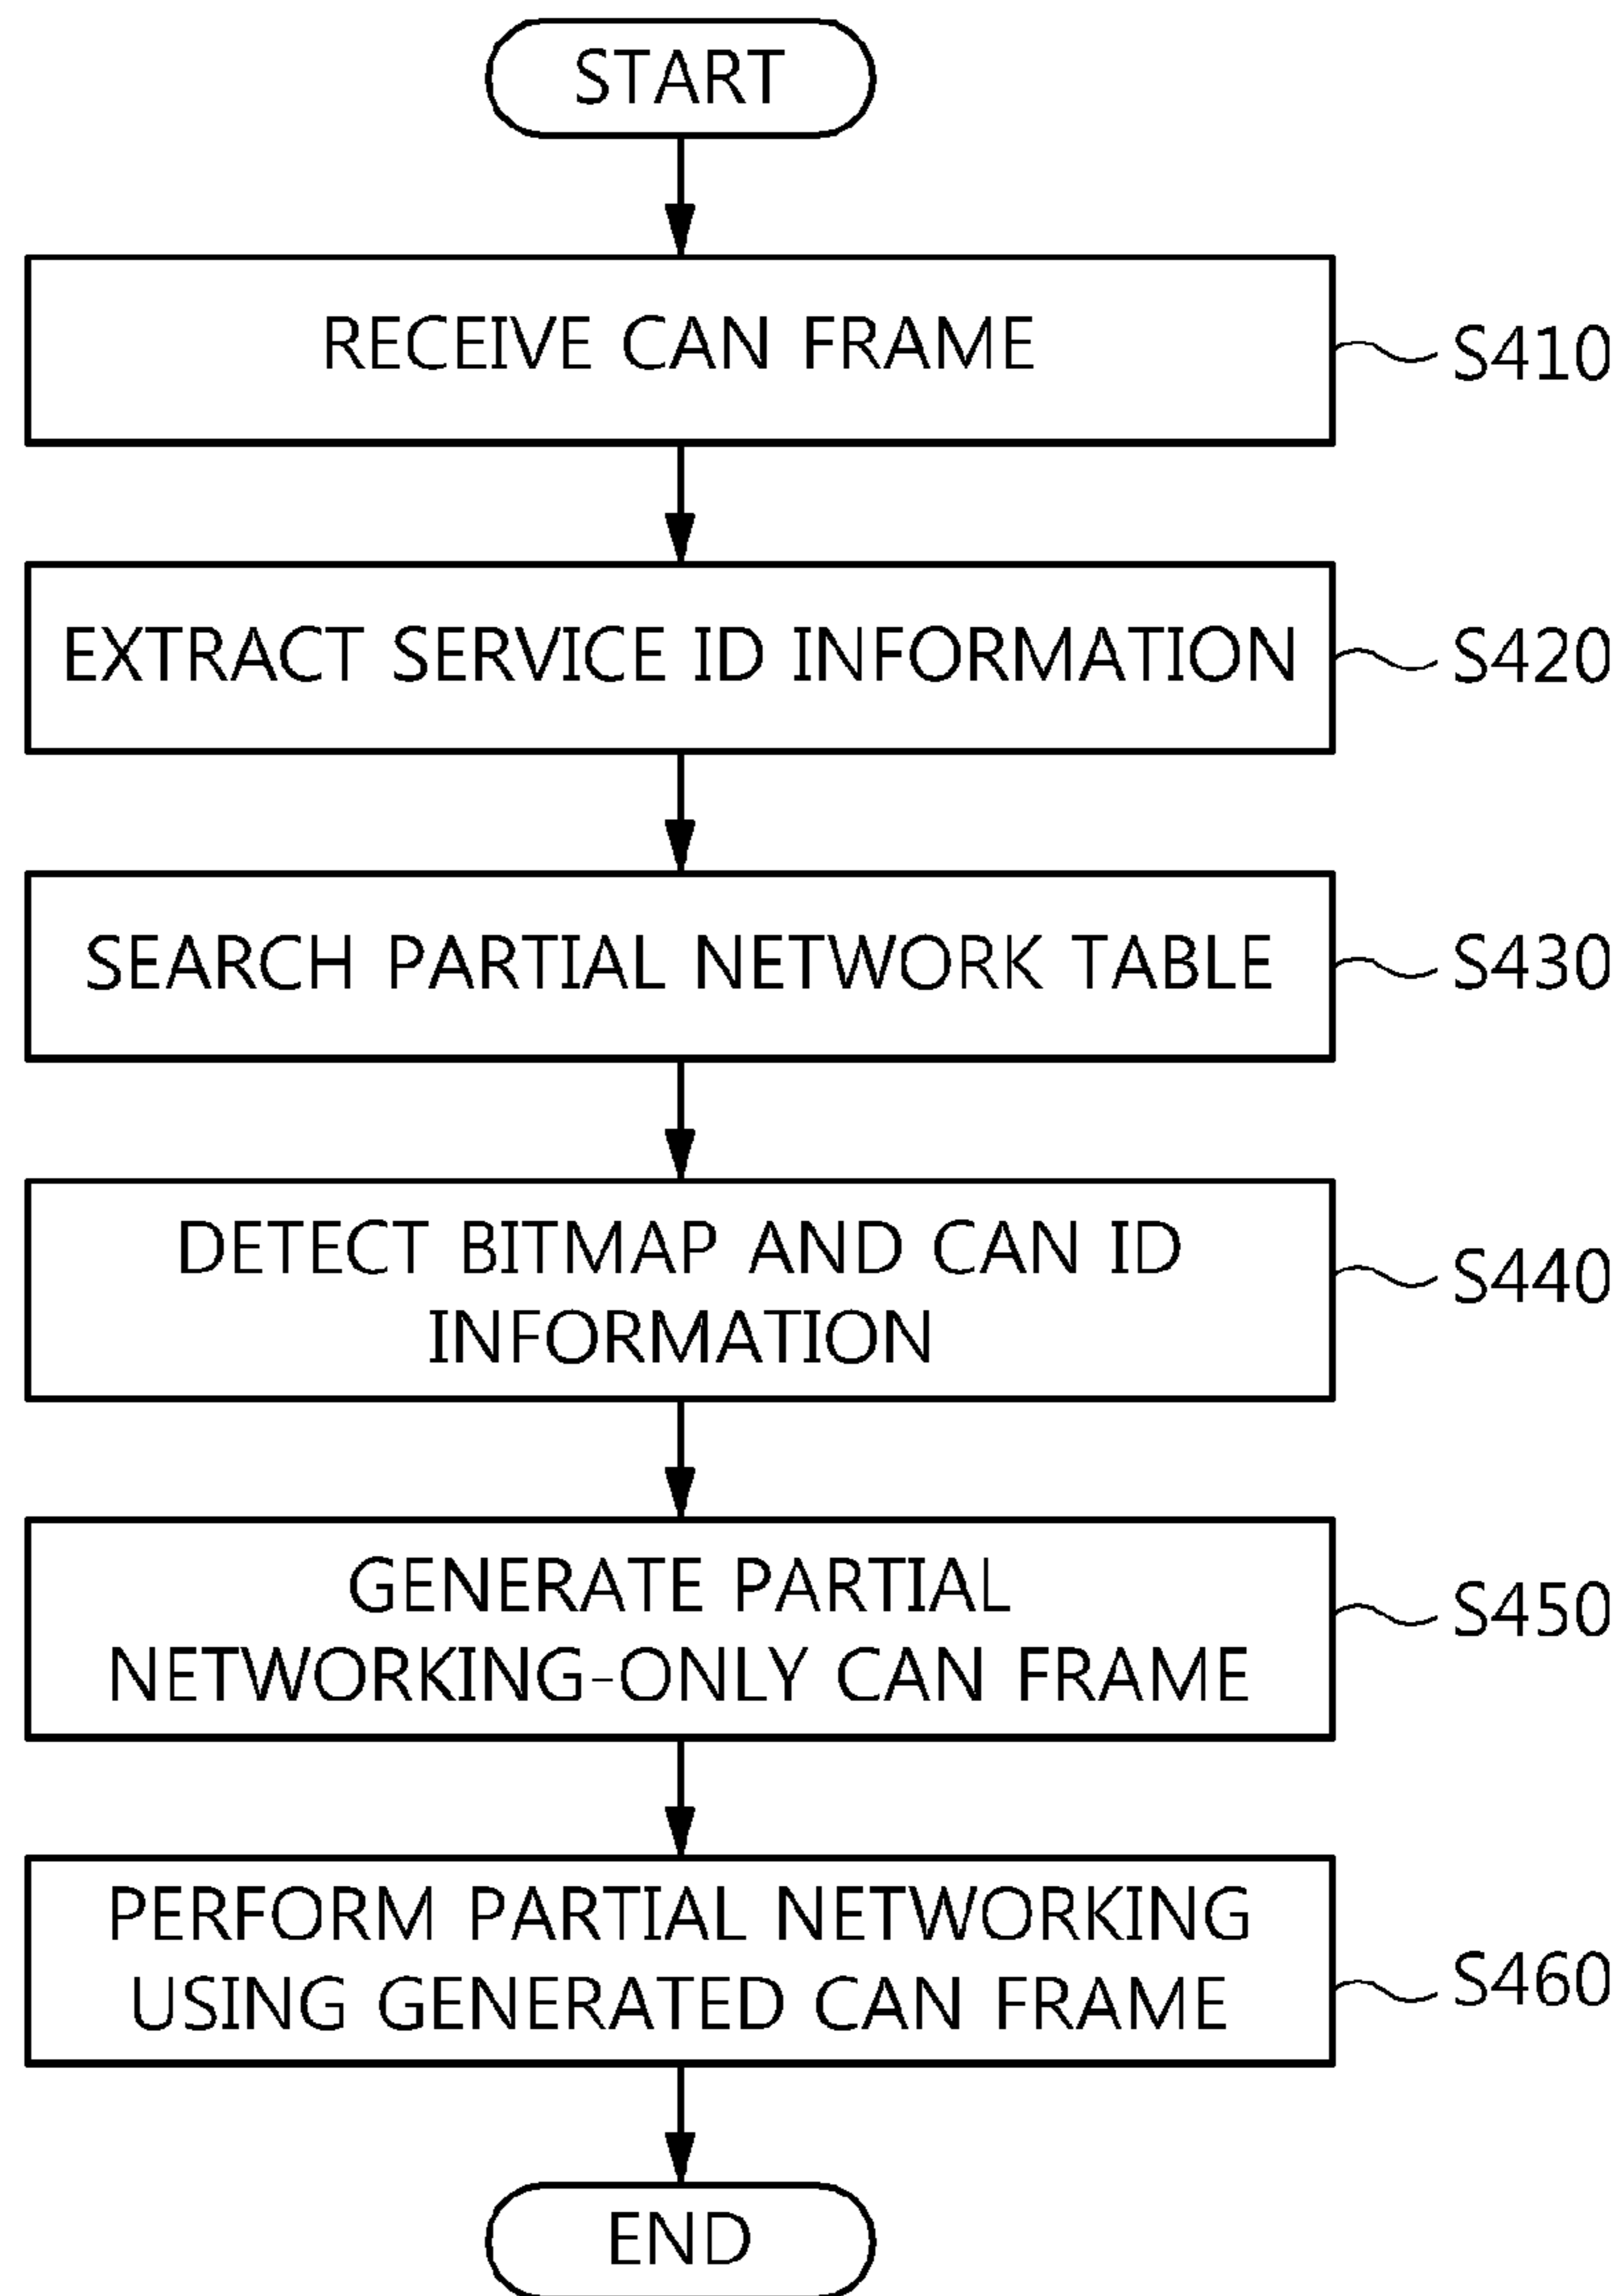 START
RECEIVE CAN FRAME
S410
EXTRACT SERVICE ID INFORMATION
S420
SEARCH PARTIAL NETWORK TABLE
S430
DETECT BITMAP AND CAN ID
INFORMATION
S440
GENERATE PARTIAL
NETWORKING-ONLY CAN FRAME
S450
PERFORM PARTIAL NETWORKING
USING GENERATED CAN FRAME
S460
END